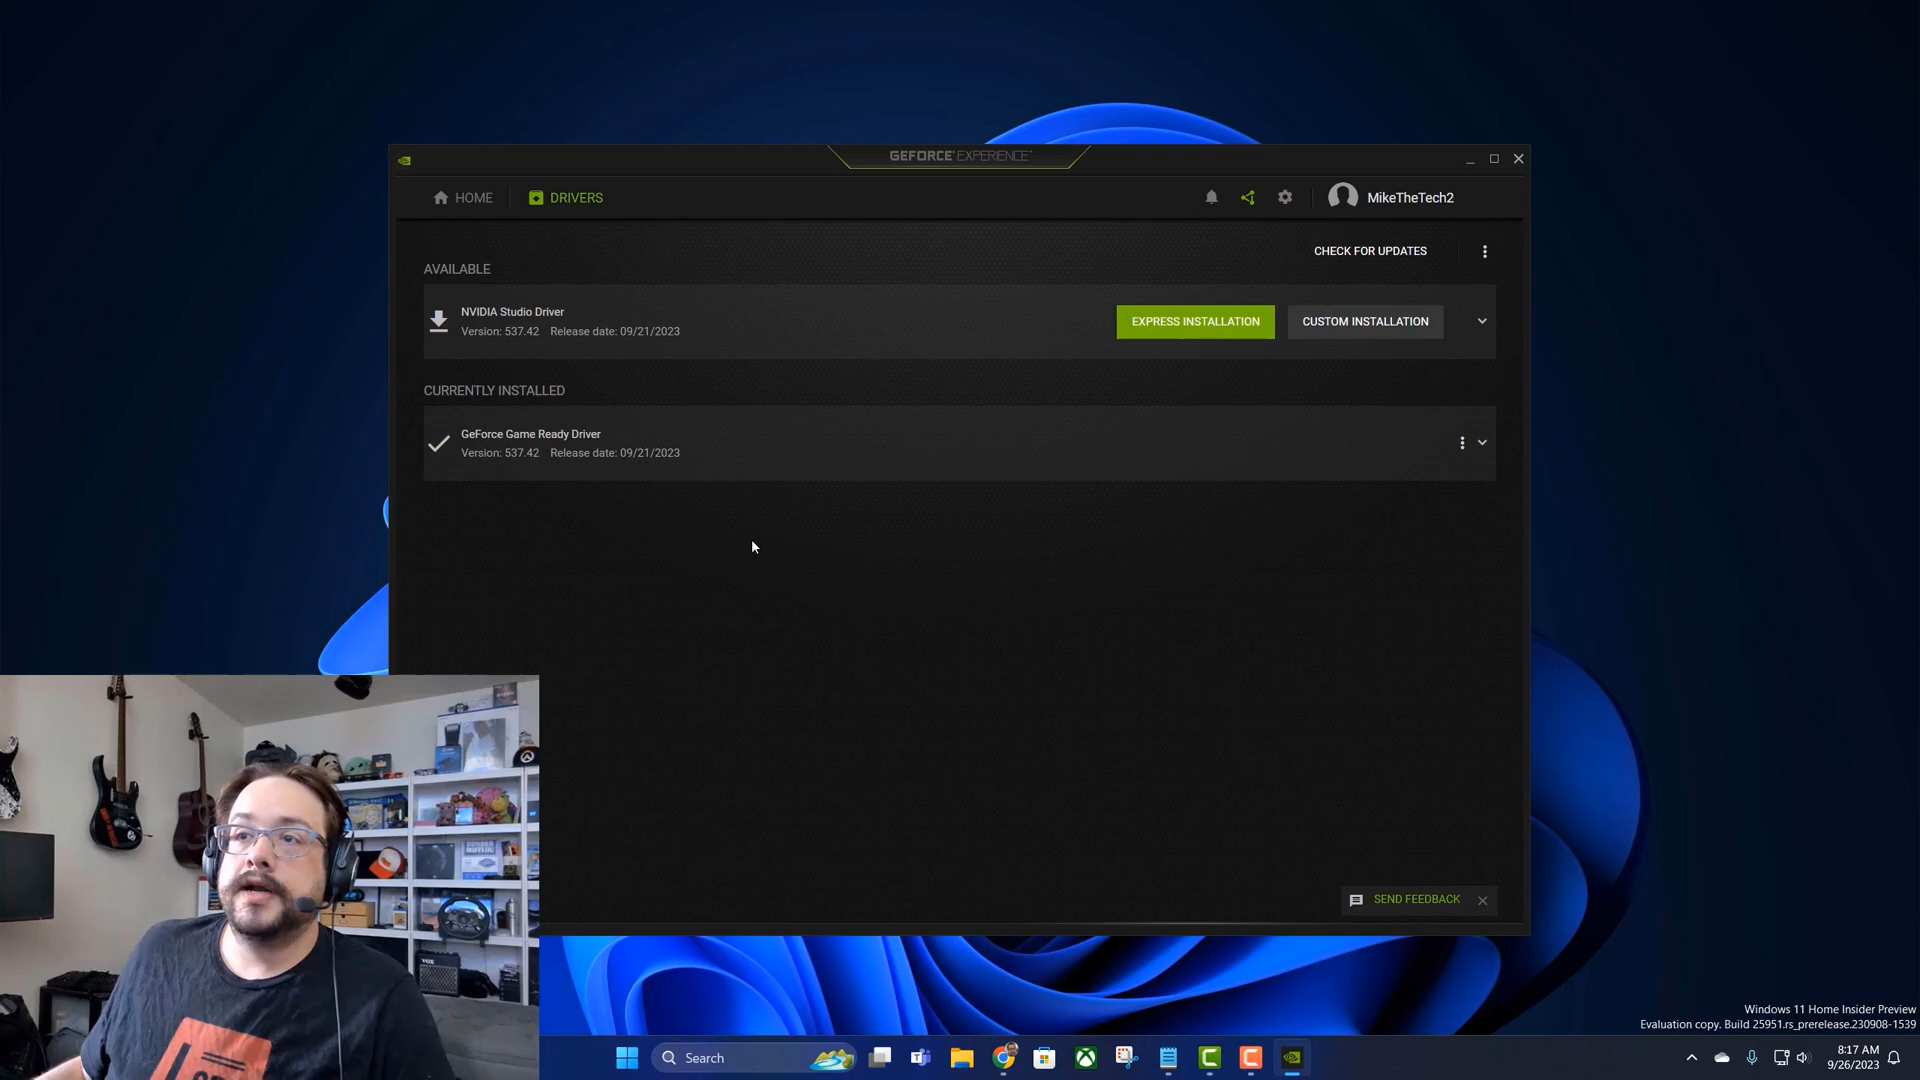 GEFORCE EXPERIENCE
HOME
DRIVERS
MikeTheTech2
CHECK FOR UPDATES
AVAILABLE
NVIDIA Studio Driver
Version: 537.42 Release date: 09/21/2023
EXPRESS INSTALLATION
CUSTOM INSTALLATION
CURRENTLY INSTALLED
GeForce Game Ready Driver
Version: 537.42 Release date: 09/21/2023
SEND FEEDBACK
VOX
Windows 11 Home Insider Preview
Evaluation copy. Build 25951.rs_prerelease.230908-1539
Search
8:17 AM
9/26/2023